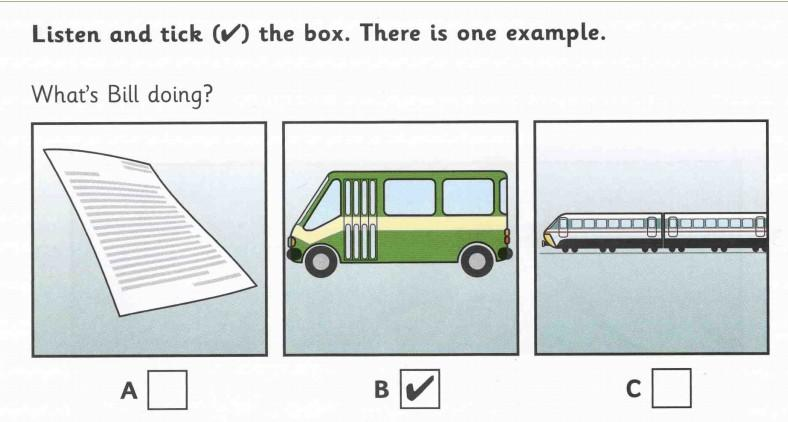 Listen and tick (✔) the box. There is one example.
What's Bill doing?
A
B ✔
C